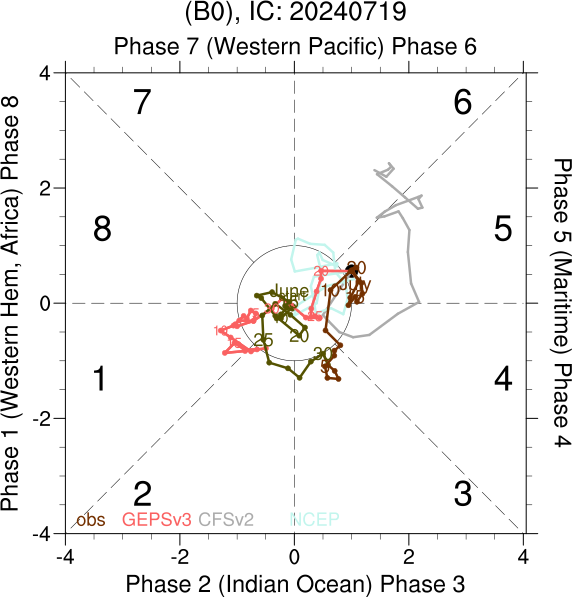 (B0), IC: 20240719
Phase 7 (Western Pacific) Phase 6
4
7
6
Phase 1 (Western Hem, Africa) Phase 8
Phase 5 (Maritime) Phase 4
2
8
5
20
20
July
June
10
0
20
25
30
5
1
4
-2
2
3
obs
GEPSv3
CFSv2
NCEP
-4
-4
-2
0
2
4
Phase 2 (Indian Ocean) Phase 3